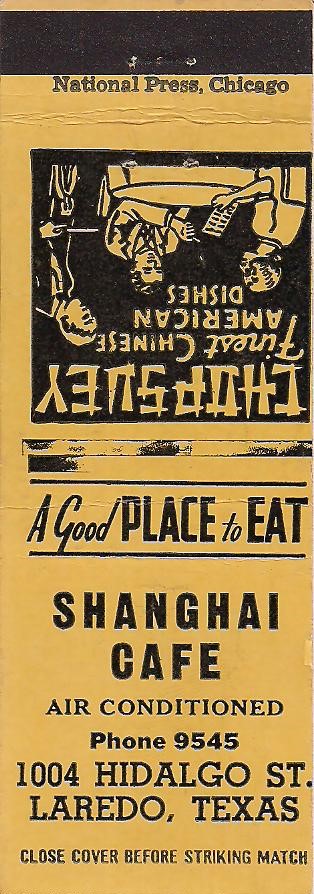 National Press, Chicago
CHOP SUEY
Finest CHINESE
AMERICAN
DISHES
A Good PLACE to EAT
SHANGHAI
CAFE
AIR CONDITIONED
Phone 9545
1004 HIDALGO ST.
LAREDO, TEXAS
CLOSE COVER BEFORE STRIKING MATCH